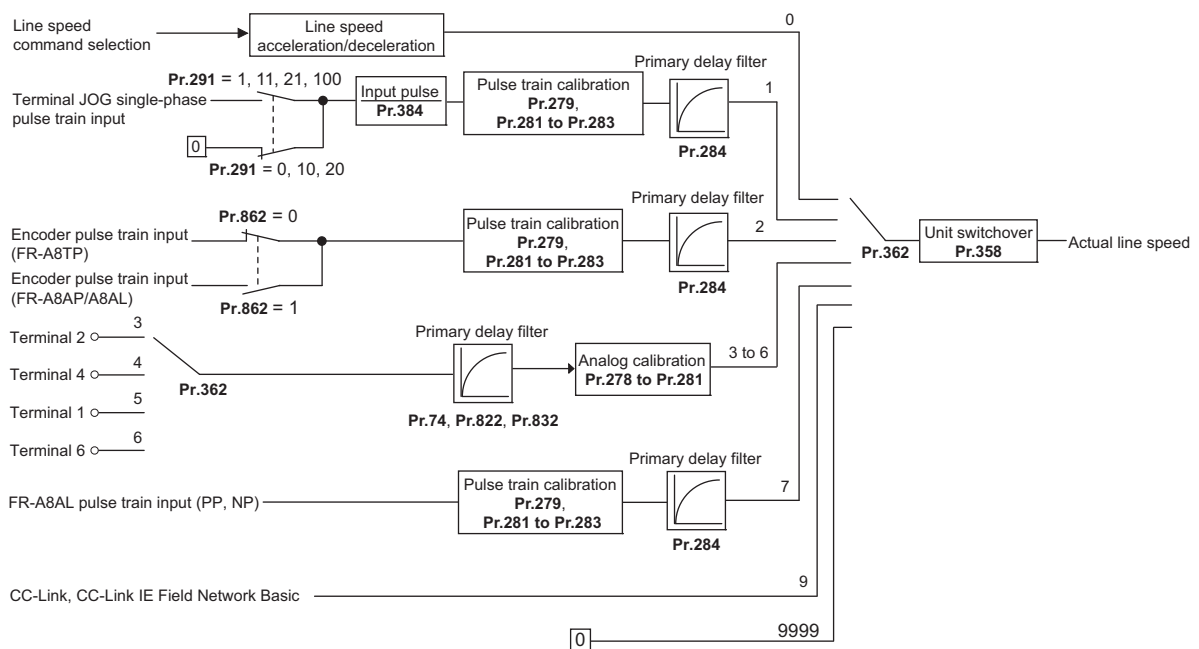 Line speed
command selection
Line speed
acceleration/deceleration
0
Pr.291 = 1, 11, 21, 100
Terminal JOG single-phase
pulse train input
0
Pr.291 = 0, 10, 20
Input pulse
Pr.384
Pulse train calibration
Pr.279,
Pr.281 to Pr.283
Primary delay filter
Pr.284
1
Pr.862 = 0
Encoder pulse train input
(FR-A8TP)
Encoder pulse train input
(FR-A8AP/A8AL)
Pr.862 = 1
Pulse train calibration
Pr.279,
Pr.281 to Pr.283
Primary delay filter
Pr.284
2
Pr.362
Unit switchover
Pr.358
Actual line speed
Terminal 2
3
Terminal 4
4
Terminal 1
5
Terminal 6
6
Pr.362
Primary delay filter
Pr.74, Pr.822, Pr.832
Analog calibration
Pr.278 to Pr.281
3 to 6
FR-A8AL pulse train input (PP, NP)
Pulse train calibration
Pr.279,
Pr.281 to Pr.283
Primary delay filter
Pr.284
7
CC-Link, CC-Link IE Field Network Basic
9
0
9999